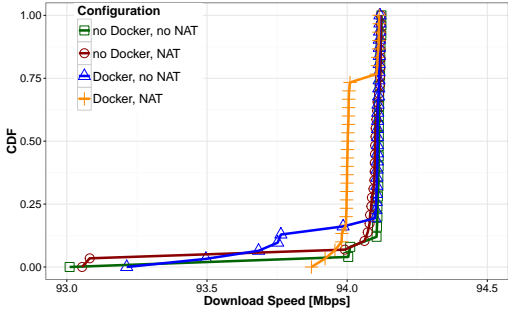 Configuration
no Docker, no NAT
no Docker, NAT
Docker, no NAT
Docker, NAT
CDF
1.00
0.75
0.50
0.25
0.00
93.0 93.5 94.0 94.5
Download Speed [Mbps]